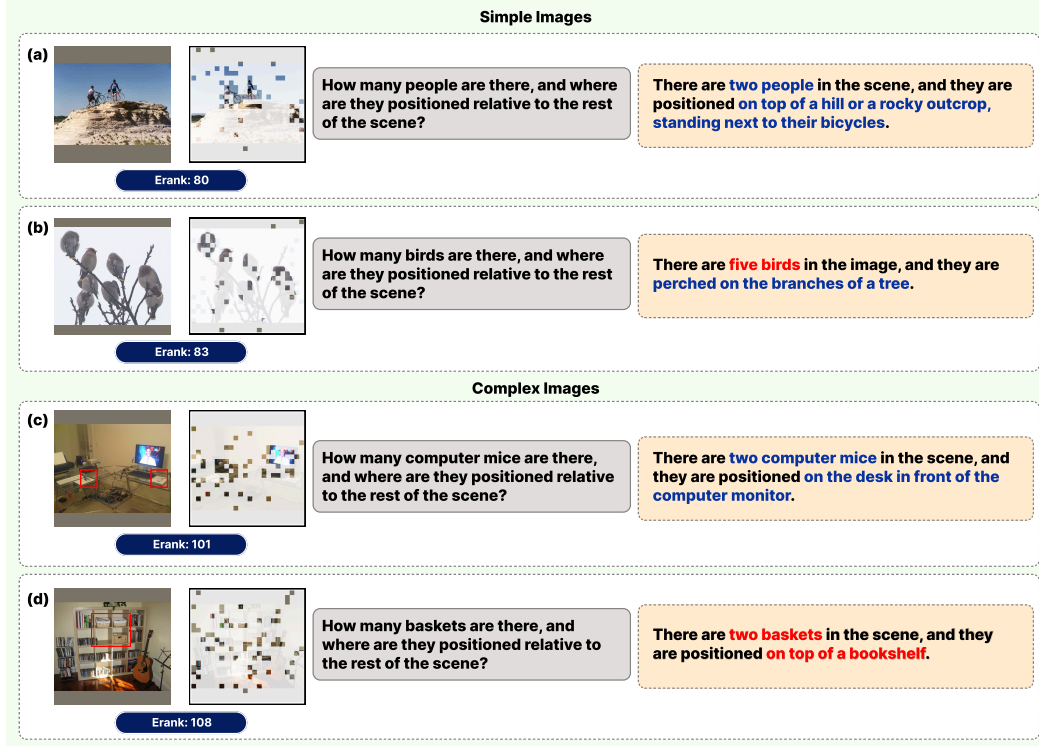 Simple Images
(a)
How many people are there, and where
are they positioned relative to the rest
of the scene?
There are two people in the scene, and they are
positioned on top of a hill or a rocky outcrop,
standing next to their bicycles.
Erank: 80
(b)
How many birds are there, and where
are they positioned relative to the rest
of the scene?
There are five birds in the image, and they are
perched on the branches of a tree.
Erank: 83
Complex Images
(c)
How many computer mice are there,
and where are they positioned relative
to the rest of the scene?
There are two computer mice in the scene, and
they are positioned on the desk in front of the
computer monitor.
Erank: 101
(d)
How many baskets are there, and
where are they positioned relative to
the rest of the scene?
There are two baskets in the scene, and they
are positioned on top of a bookshelf.
Erank: 108